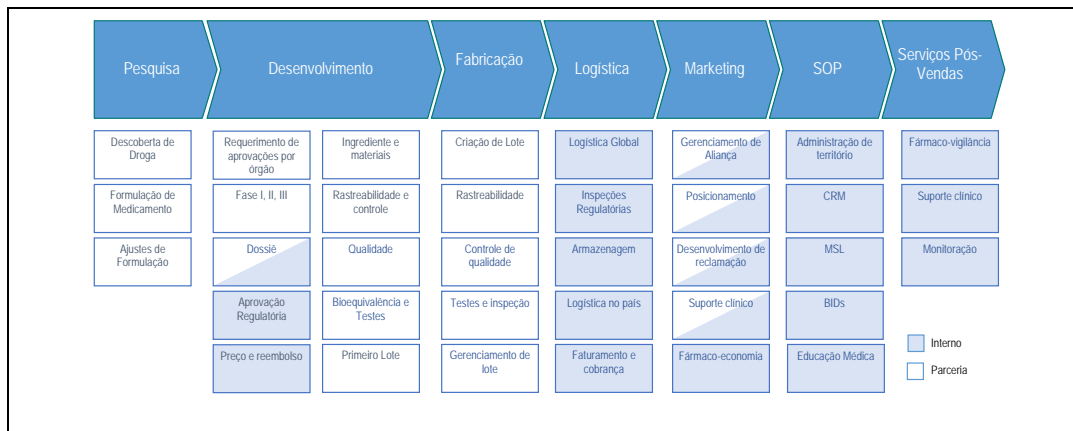 Pesquisa
Desenvolvimento
Fabricação
Logística
Marketing
SOP
Serviços Pós-
Vendas
Descoberta de
Droga
Formulação de
Medicamento
Ajustes de
Formulação
Requerimento de
aprovações por
órgão
Fase I, II, III
Dossiê
Aprovação
Regulatória
Preço e reembolso
Ingrediente e
materiais
Rastreabilidade e
controle
Qualidade
Bioequivalência e
Testes
Primeiro Lote
Criação de Lote
Rastreabilidade
Controle de
qualidade
Testes e inspeção
Gerenciamento de
lote
Logística Global
Inspeções
Regulatórias
Armazenagem
Logística no país
Faturamento e
cobrança
Gerenciamento de
Aliança
Posicionamento
Desenvolvimento de
reclamação
Suporte clínico
Fármaco-economia
Administração de
território
CRM
MSL
BIDs
Educação Médica
Fármaco-vigilância
Suporte clínico
Monitoração
Interno
Parceria